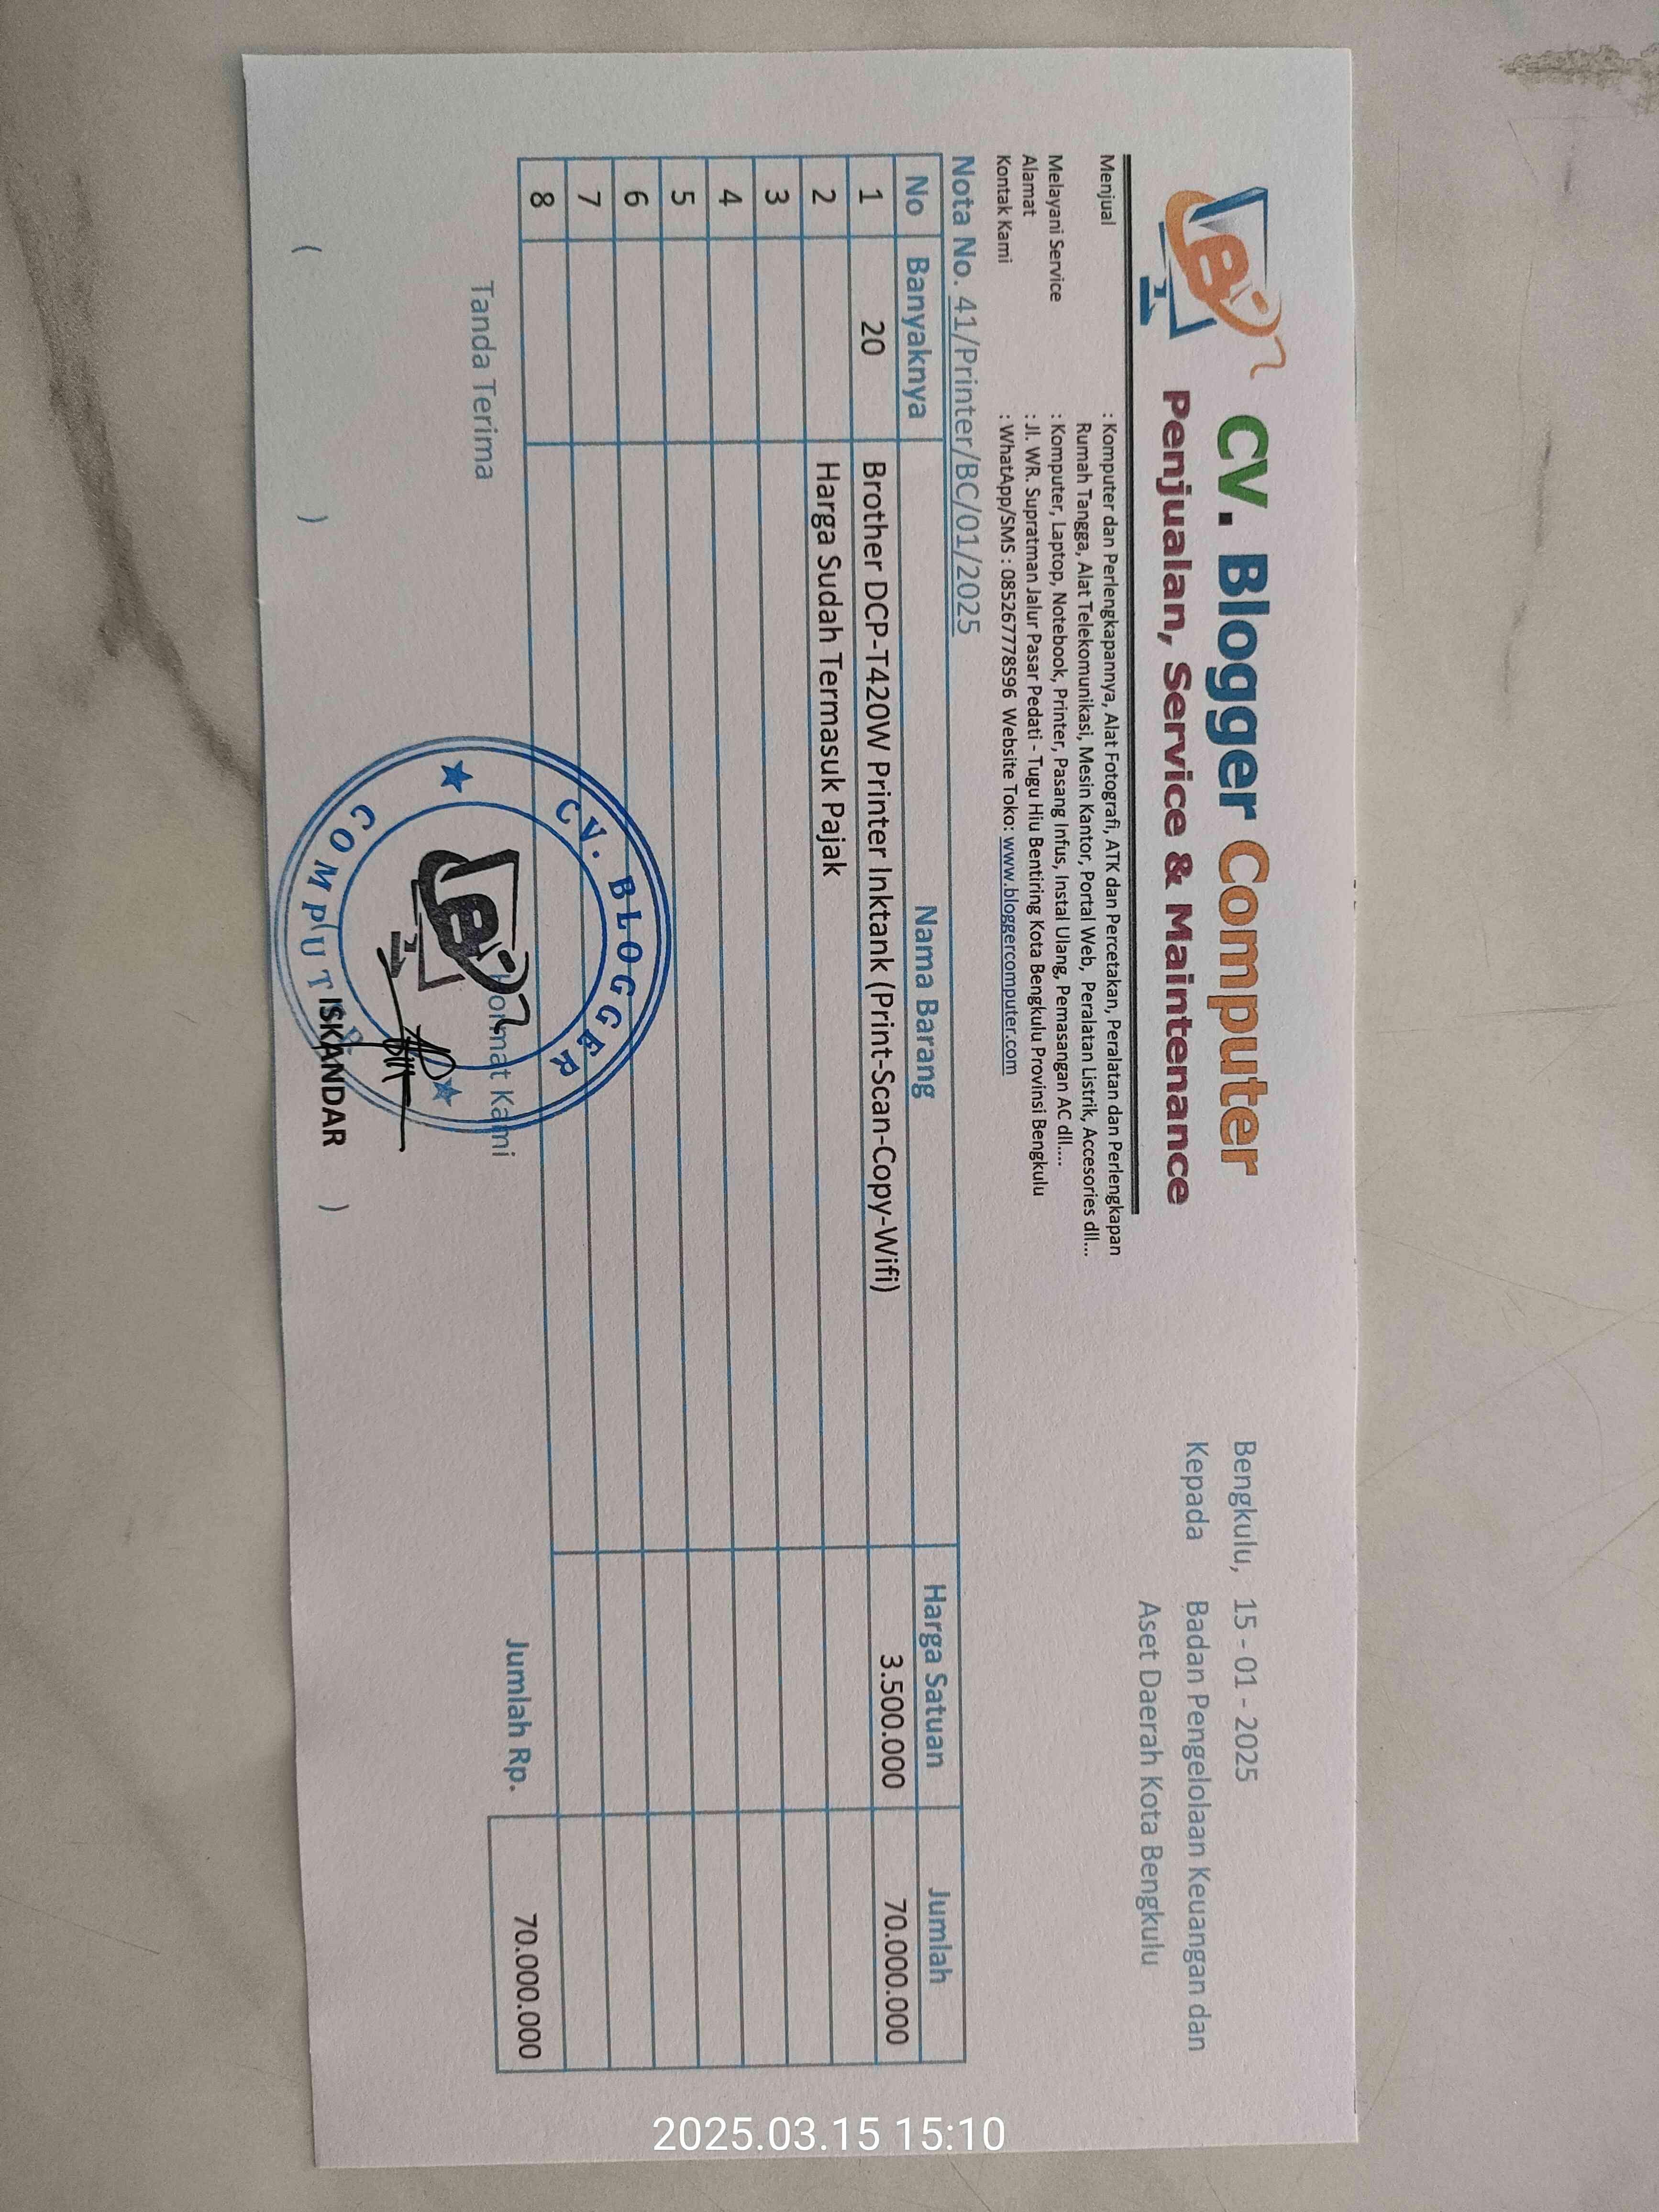 CV. Blogger Computer
Penjualan, Service & Maintenance
Bengkulu, 15 - 01 - 2025
Kepada Badan Pengelolaan Keuangan dan
Aset Daerah Kota Bengkulu
Menjual : Komputer dan Perlengkapannya, Alat Fotografi, ATK dan Percetakan, Peralatan dan Perlengkapan
Rumah Tangga, Alat Telekomunikasi, Mesin Kantor, Portal Web, Peralatan Listrik, Accesories dll...
Melayani Service : Komputer, Laptop, Notebook, Printer, Pasang Infus, Instal Ulang, Pemasangan AC dll....
Alamat : Jl. WR. Supratman Jalur Pasar Pedati - Tugu Hiu Bentiring Kota Bengkulu Provinsi Bengkulu
Kontak Kami : WhatApp/SMS : 085267778596 Website Toko: www.bloggercomputer.com
Nota No. 41/Printer/BC/01/2025
No Banyaknya Nama Barang Harga Satuan Jumlah
1 20 Brother DCP-T420W Printer Inktank (Print-Scan-Copy-Wifi) 3.500.000 70.000.000
2 Harga Sudah Termasuk Pajak
3
4
5
6
7
8
Jumlah Rp. 70.000.000
Tanda Terima Hormat Kami
CV. BLOGGER
COMPUTER
( ) ISKANDAR )
2025.03.15 15:10